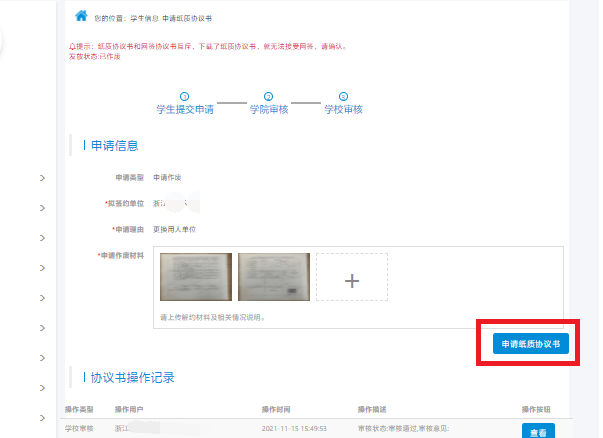 您的位置：学生信息 申请纸质协议书
提示：纸质协议书和网签协议书互斥，下载了纸质协议书，就无法接受网签，请确认。
发放状态:已作废
1 2 3
学生提交申请 学院审核 学校审核
申请信息
申请类型 申请作废
*拟签约单位 浙江
*申请理由 更换用人单位
*申请作废材料
请上传解约材料及相关情况说明。
申请纸质协议书
协议书操作记录
操作类型 操作用户 操作时间 操作描述 操作按钮
学校审核 浙江 2021-11-15 15:49:53 审核状态:审核通过,审核意见: 查看